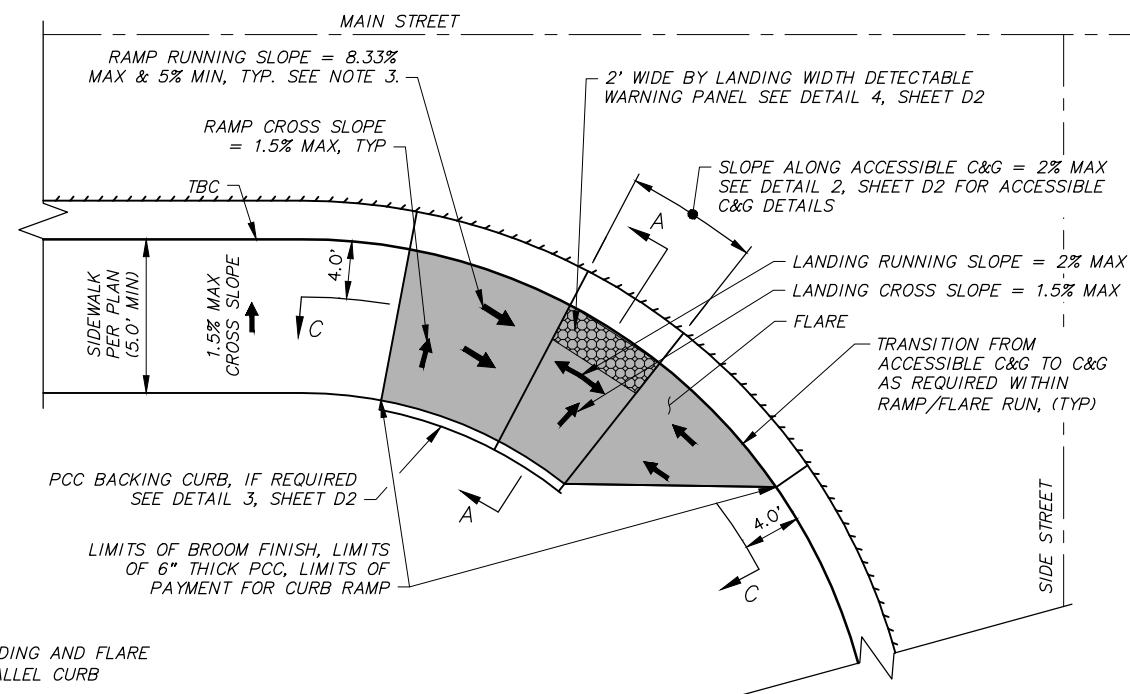 MAIN STREET
RAMP RUNNING SLOPE = 8.33%
MAX & 5% MIN, TYP. SEE NOTE 3.
2' WIDE BY LANDING WIDTH DETECTABLE
WARNING PANEL SEE DETAIL 4, SHEET D2
RAMP CROSS SLOPE
= 1.5% MAX, TYP
SLOPE ALONG ACCESSIBLE C&G = 2% MAX
SEE DETAIL 2, SHEET D2 FOR ACCESSIBLE
C&G DETAILS
TBC
A
LANDING RUNNING SLOPE = 2% MAX
LANDING CROSS SLOPE = 1.5% MAX
FLARE
SIDEWALK
PER PLAN
(5.0' MIN)
1.5% MAX
CROSS SLOPE
4.0'
C
TRANSITION FROM
ACCESSIBLE C&G TO C&G
AS REQUIRED WITHIN
RAMP/FLARE RUN, (TYP)
PCC BACKING CURB, IF REQUIRED
SEE DETAIL 3, SHEET D2
A
4.0'
LIMITS OF BROOM FINISH, LIMITS
OF 6" THICK PCC, LIMITS OF
PAYMENT FOR CURB RAMP
C
SIDE STREET
DING AND FLARE
ALLEL CURB